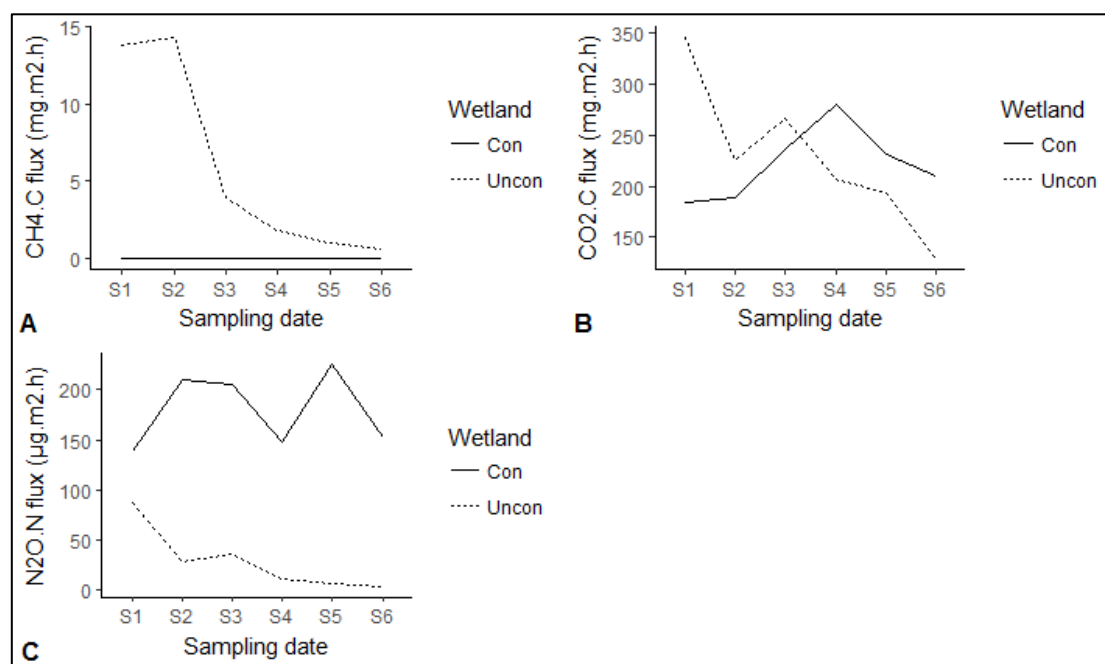 CH4.C flux (mg.m2.h)
15
10
5
0
S1 S2 S3 S4 S5 S6
Sampling date
A
Wetland
Con
Uncon
CO2.C flux (mg.m2.h)
350
300
250
200
150
S1 S2 S3 S4 S5 S6
Sampling date
B
Wetland
Con
Uncon
N2O.N flux (µg.m2.h)
200
150
100
50
0
S1 S2 S3 S4 S5 S6
Sampling date
C
Wetland
Con
Uncon